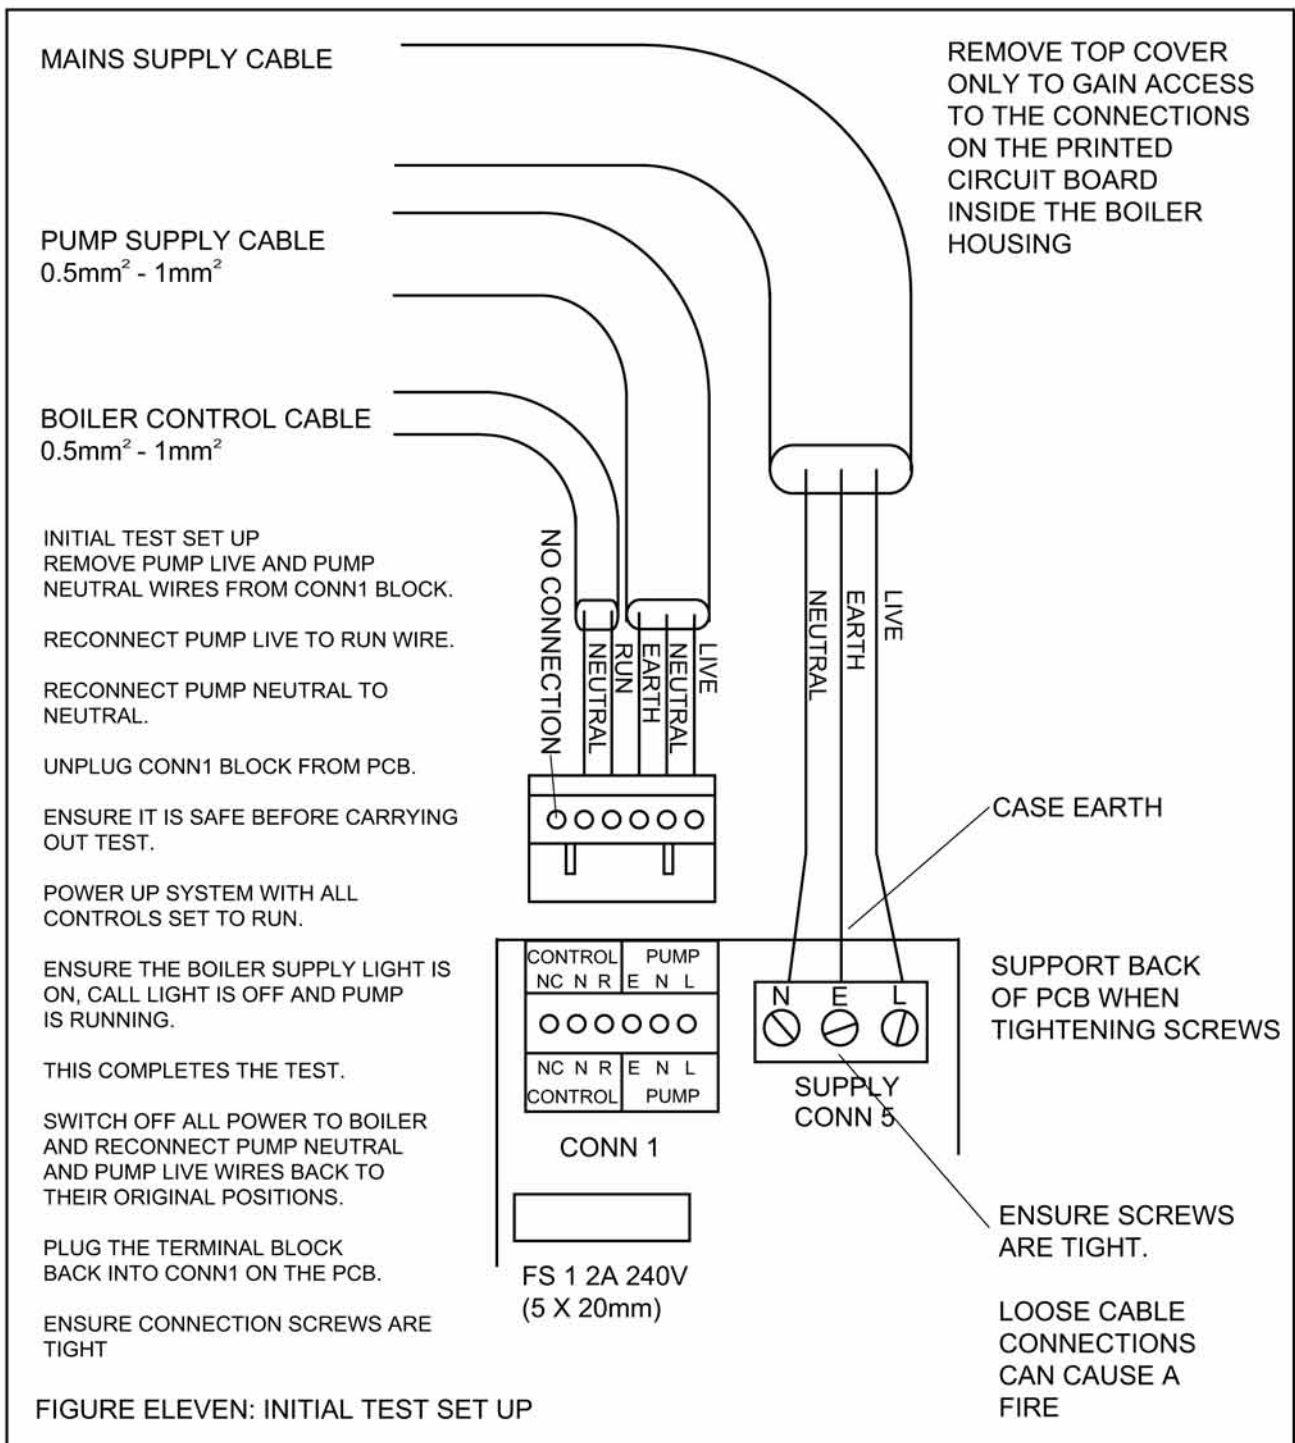 MAINS SUPPLY CABLE
REMOVE TOP COVER
ONLY TO GAIN ACCESS
TO THE CONNECTIONS
ON THE PRINTED
CIRCUIT BOARD
INSIDE THE BOILER
HOUSING
PUMP SUPPLY CABLE
0.5mm² - 1mm²
BOILER CONTROL CABLE
0.5mm² - 1mm²
INITIAL TEST SET UP
REMOVE PUMP LIVE AND PUMP
NEUTRAL WIRES FROM CONN1 BLOCK.
RECONNECT PUMP LIVE TO RUN WIRE.
RECONNECT PUMP NEUTRAL TO
NEUTRAL.
UNPLUG CONN1 BLOCK FROM PCB.
ENSURE IT IS SAFE BEFORE CARRYING
OUT TEST.
POWER UP SYSTEM WITH ALL
CONTROLS SET TO RUN.
ENSURE THE BOILER SUPPLY LIGHT IS
ON, CALL LIGHT IS OFF AND PUMP
IS RUNNING.
THIS COMPLETES THE TEST.
SWITCH OFF ALL POWER TO BOILER
AND RECONNECT PUMP NEUTRAL
AND PUMP LIVE WIRES BACK TO
THEIR ORIGINAL POSITIONS.
PLUG THE TERMINAL BLOCK
BACK INTO CONN1 ON THE PCB.
ENSURE CONNECTION SCREWS ARE
TIGHT
NO CONNECTION
NEUTRAL
RUN
EARTH
NEUTRAL
LIVE
NEUTRAL
EARTH
LIVE
CASE EARTH
CONTROL PUMP
NC N R E N L
NC N R E N L
CONTROL PUMP
CONN 1
N E L
SUPPLY
CONN 5
SUPPORT BACK
OF PCB WHEN
TIGHTENING SCREWS
FS 1 2A 240V
(5 X 20mm)
ENSURE SCREWS
ARE TIGHT.
LOOSE CABLE
CONNECTIONS
CAN CAUSE A
FIRE
FIGURE ELEVEN: INITIAL TEST SET UP